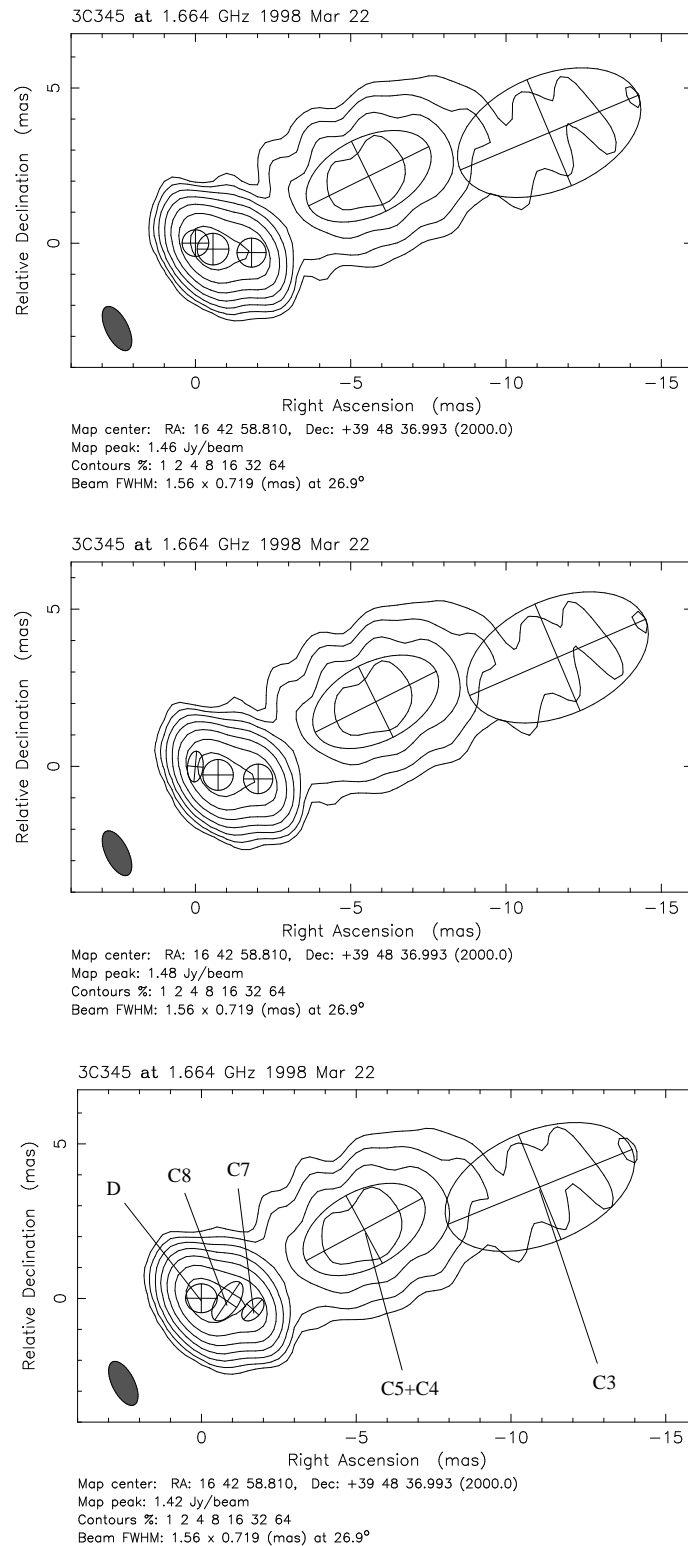 3C345 at 1.664 GHz 1998 Mar 22
5
0
Relative Declination (mas)
0 −5 −10 −15
Right Ascension (mas)
Map center: RA: 16 42 58.810, Dec: +39 48 36.993 (2000.0)
Map peak: 1.46 Jy/beam
Contours %: 1 2 4 8 16 32 64
Beam FWHM: 1.56 x 0.719 (mas) at 26.9°
3C345 at 1.664 GHz 1998 Mar 22
5
0
Relative Declination (mas)
0 −5 −10 −15
Right Ascension (mas)
Map center: RA: 16 42 58.810, Dec: +39 48 36.993 (2000.0)
Map peak: 1.48 Jy/beam
Contours %: 1 2 4 8 16 32 64
Beam FWHM: 1.56 x 0.719 (mas) at 26.9°
3C345 at 1.664 GHz 1998 Mar 22
5
0
Relative Declination (mas)
D
C8
C7
C5+C4
C3
0 −5 −10 −15
Right Ascension (mas)
Map center: RA: 16 42 58.810, Dec: +39 48 36.993 (2000.0)
Map peak: 1.42 Jy/beam
Contours %: 1 2 4 8 16 32 64
Beam FWHM: 1.56 x 0.719 (mas) at 26.9°